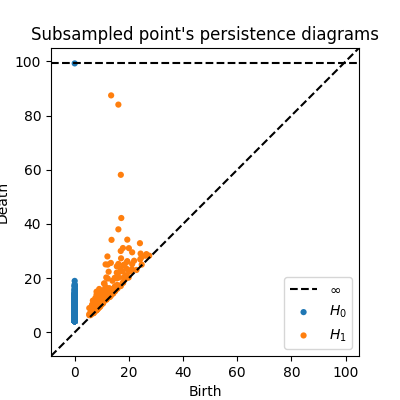 Subsampled point's persistence diagrams
100
80
60
40
20
0
Death
∞
H₀
H₁
0 20 40 60 80 100
Birth